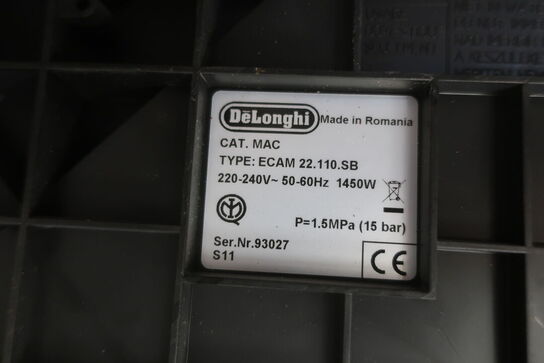 DeLonghi Made in Romania
CAT. MAC
TYPE: ECAM 22.110.SB
220-240V~ 50-60Hz 1450W
P=1.5MPa (15 bar)
Ser.Nr.93027
S11
CE